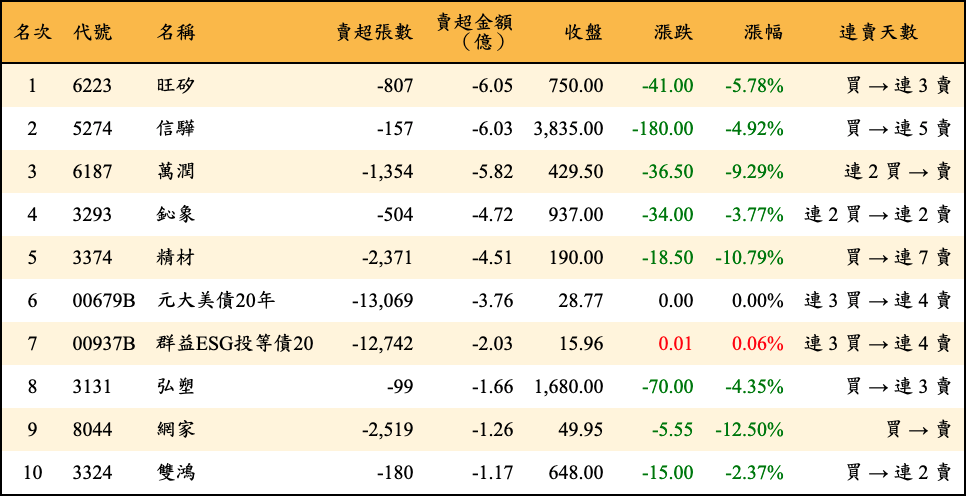 名次 代號 名稱 賣超張數 賣超金額（億） 收盤 漲跌 漲幅 連賣天數
1 6223 旺矽 -807 -6.05 750.00 -41.00 -5.78% 買 → 連 3 賣
2 5274 信驊 -157 -6.03 3,835.00 -180.00 -4.92% 買 → 連 5 賣
3 6187 萬潤 -1,354 -5.82 429.50 -36.50 -9.29% 連 2 買 → 賣
4 3293 鈊象 -504 -4.72 937.00 -34.00 -3.77% 連 2 買 → 連 2 賣
5 3374 精材 -2,371 -4.51 190.00 -18.50 -10.79% 買 → 連 7 賣
6 00679B 元大美債20年 -13,069 -3.76 28.77 0.00 0.00% 連 3 買 → 連 4 賣
7 00937B 群益ESG投等債20 -12,742 -2.03 15.96 0.01 0.06% 連 3 買 → 連 4 賣
8 3131 弘塑 -99 -1.66 1,680.00 -70.00 -4.35% 買 → 連 3 賣
9 8044 網家 -2,519 -1.26 49.95 -5.55 -12.50% 買 → 賣
10 3324 雙鴻 -180 -1.17 648.00 -15.00 -2.37% 買 → 連 2 賣